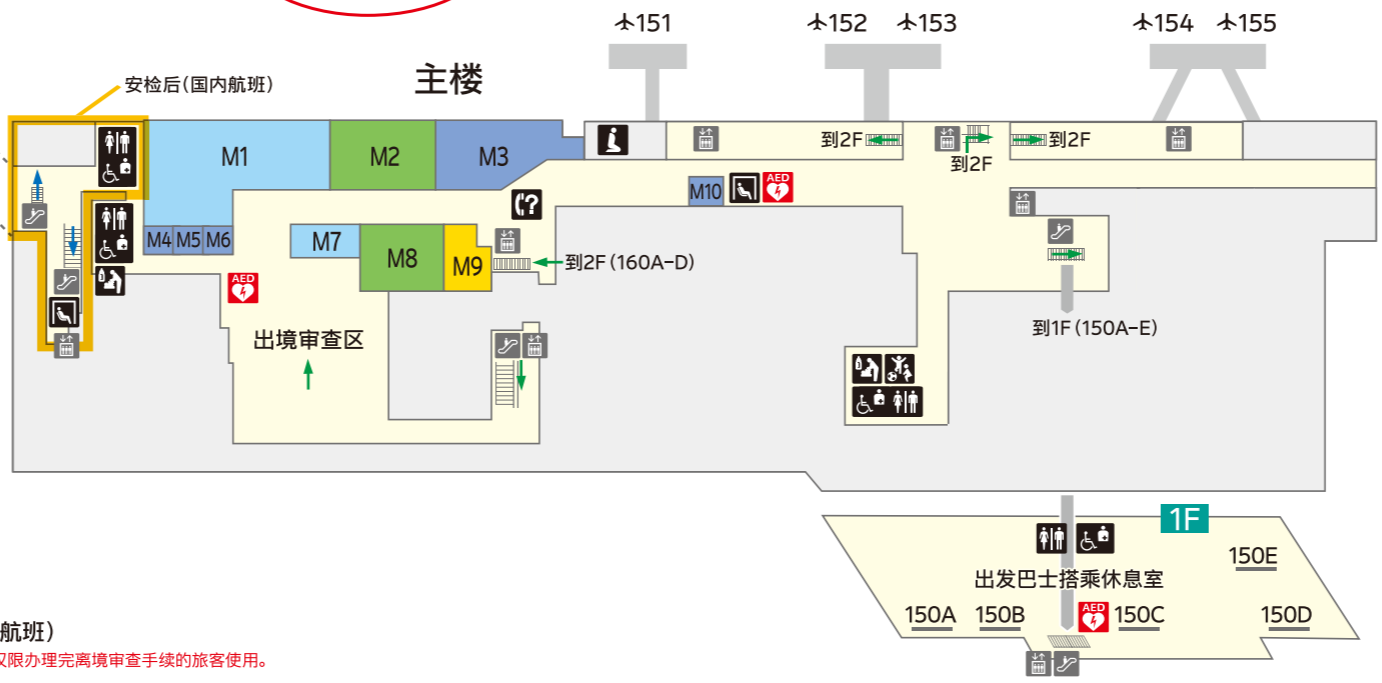 151
152
153
154
155
主楼
安检后(国内航班)
M1
M2
M3
到2F
到2F
到2F
M10
AED
M4
M5
M6
M7
M8
M9
到2F(160A-D)
AED
出境审查区
到1F(150A-E)
1F
150E
出发巴士搭乘休息室
150A
150B
AED
150C
150D
航班)
仅限办理完离境审查手续的旅客使用。